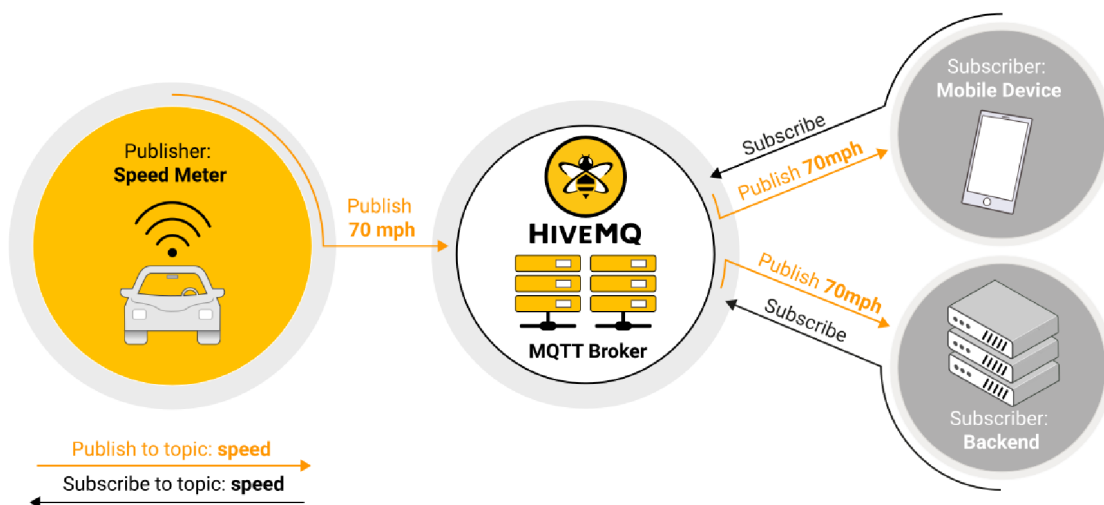 Publisher:
Speed Meter
Publish
70 mph
HIVEMQ
MQTT Broker
Subscribe
Publish 70mph
Publish 70mph
Subscribe
Subscriber:
Mobile Device
Subscriber:
Backend
Publish to topic: speed
Subscribe to topic: speed